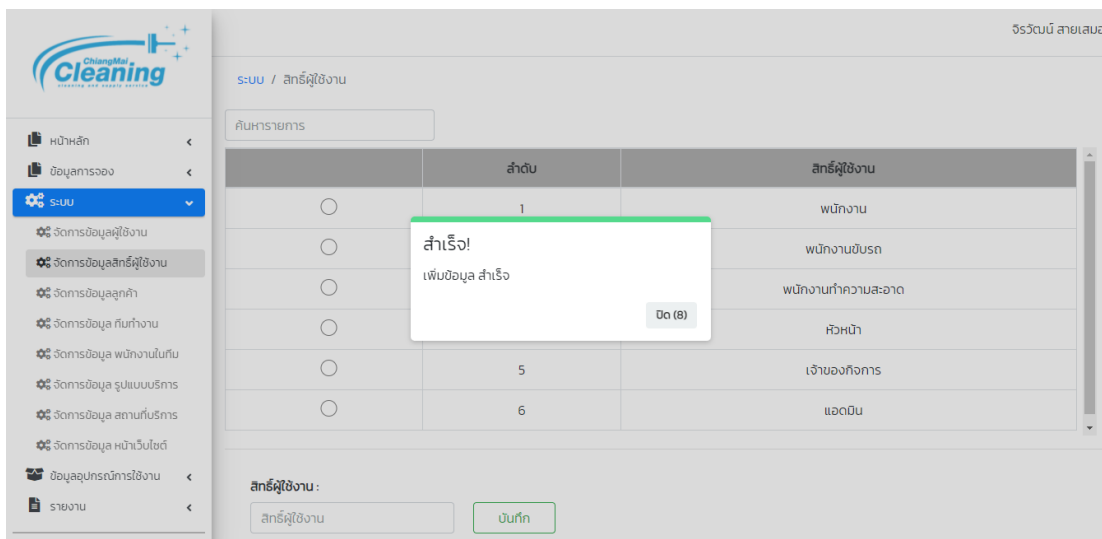 จิรวัฒน์ สายเสมอ
ChiangMai
Cleaning
cleaning and supply service
ระบบ / สิทธิ์ผู้ใช้งาน
ค้นหารายการ
หน้าหลัก
ข้อมูลการจอง
ระบบ
จัดการข้อมูลผู้ใช้งาน
จัดการข้อมูลสิทธิ์ผู้ใช้งาน
จัดการข้อมูลลูกค้า
จัดการข้อมูล ทีมทำงาน
จัดการข้อมูล พนักงานในทีม
จัดการข้อมูล รูปแบบบริการ
จัดการข้อมูล สถานที่บริการ
จัดการข้อมูล หน้าเว็บไซต์
ข้อมูลอุปกรณ์การใช้งาน
รายงาน
ลำดับ สิทธิ์ผู้ใช้งาน
1 พนักงาน
พนักงานขับรถ
พนักงานทำความสะอาด
หัวหน้า
5 เจ้าของกิจการ
6 แอดมิน
สำเร็จ!
เพิ่มข้อมูล สำเร็จ
ปิด (8)
สิทธิ์ผู้ใช้งาน :
สิทธิ์ผู้ใช้งาน
บันทึก